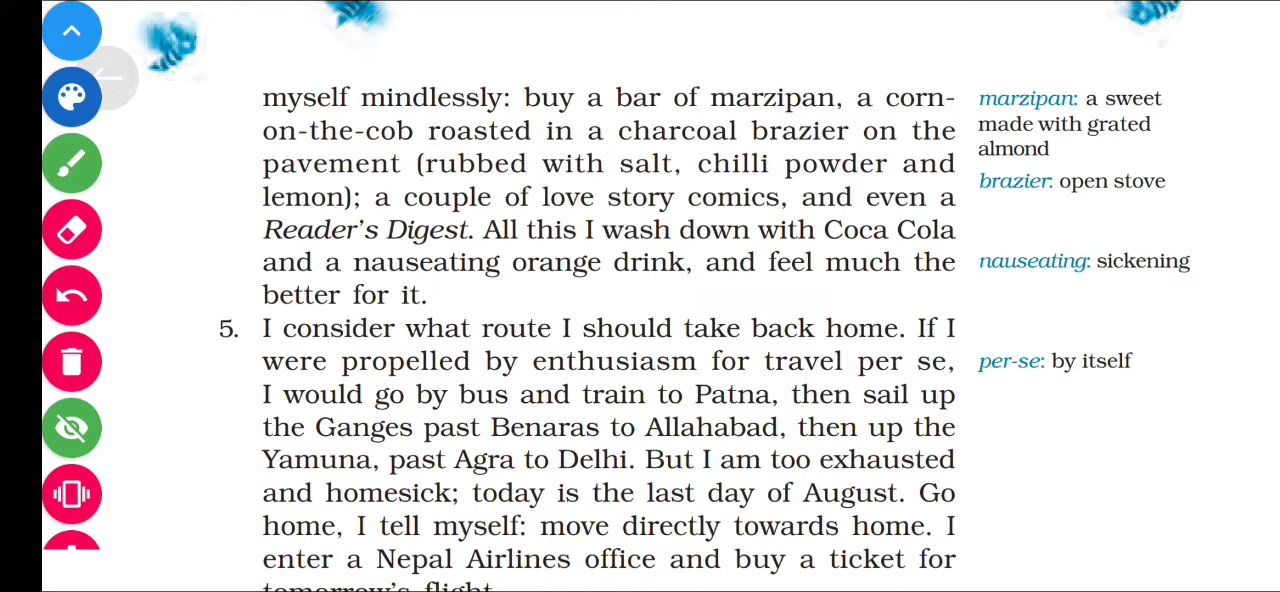 myself mindlessly: buy a bar of marzipan, a corn-
on-the-cob roasted in a charcoal brazier on the
pavement (rubbed with salt, chilli powder and
lemon); a couple of love story comics, and even a
Reader's Digest. All this I wash down with Coca Cola
and a nauseating orange drink, and feel much the
better for it.
5. I consider what route I should take back home. If I
were propelled by enthusiasm for travel per se,
I would go by bus and train to Patna, then sail up
the Ganges past Benaras to Allahabad, then up the
Yamuna, past Agra to Delhi. But I am too exhausted
and homesick; today is the last day of August. Go
home, I tell myself: move directly towards home. I
enter a Nepal Airlines office and buy a ticket for
tomorrow's flight
marzipan: a sweet
made with grated
almond
brazier: open stove
nauseating: sickening
per-se: by itself